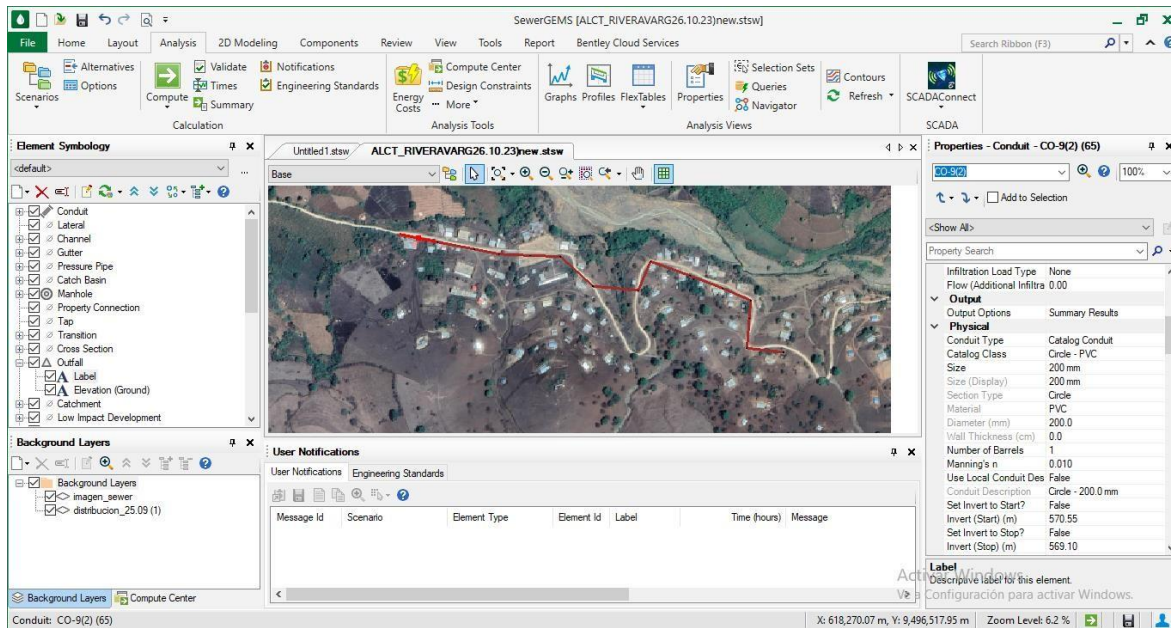 SewerGEMS [ALCT_RIVERAVARG26.10.23)new.stsw]
File Home Layout Analysis 2D Modeling Components Review View Tools Report Bentley Cloud Services
Search Ribbon (F3)
Scenarios
Alternatives
Options
Compute
Validate
Times
Summary
Notifications
Engineering Standards
Calculation
Energy Costs
Compute Center
Design Constraints
More
Analysis Tools
Graphs Profiles FlexTables Properties
Selection Sets
Queries
Navigator
Contours
Refresh
Analysis Views
SCADAConnect
SCADA
Element Symbology
<default>
Conduit
Lateral
Channel
Gutter
Pressure Pipe
Catch Basin
Manhole
Property Connection
Tap
Transition
Cross Section
Outfall
Label
Elevation (Ground)
Catchment
Low Impact Development
Background Layers
Background Layers
imagen_sewer
distribucion_25.09 (1)
Background Layers Compute Center
Untitled1.stsw ALCT_RIVERAVARG26.10.23)new.stsw
Base
User Notifications
User Notifications Engineering Standards
Message Id Scenario Element Type Element Id Label Time (hours) Message
Properties - Conduit - CO-9(2) (65)
CO-9(2) 100%
Add to Selection
<Show All>
Property Search
Infiltration Load Type None
Flow (Additional Infiltra 0.00
Output
Output Options Summary Results
Physical
Conduit Type Catalog Conduit
Catalog Class Circle - PVC
Size 200 mm
Size (Display) 200 mm
Section Type Circle
Material PVC
Diameter (mm) 200.0
Wall Thickness (cm) 0.0
Number of Barrels 1
Manning's n 0.010
Use Local Conduit Des False
Conduit Description Circle - 200.0 mm
Set Invert to Start? False
Invert (Start) (m) 570.55
Set Invert to Stop? False
Invert (Stop) (m) 569.10
Label
Descriptive label for this element.
Activar Windows
Ve a Configuración para activar Windows.
Conduit: CO-9(2) (65)
X: 618,270.07 m, Y: 9,496,517.95 m Zoom Level: 6.2 %